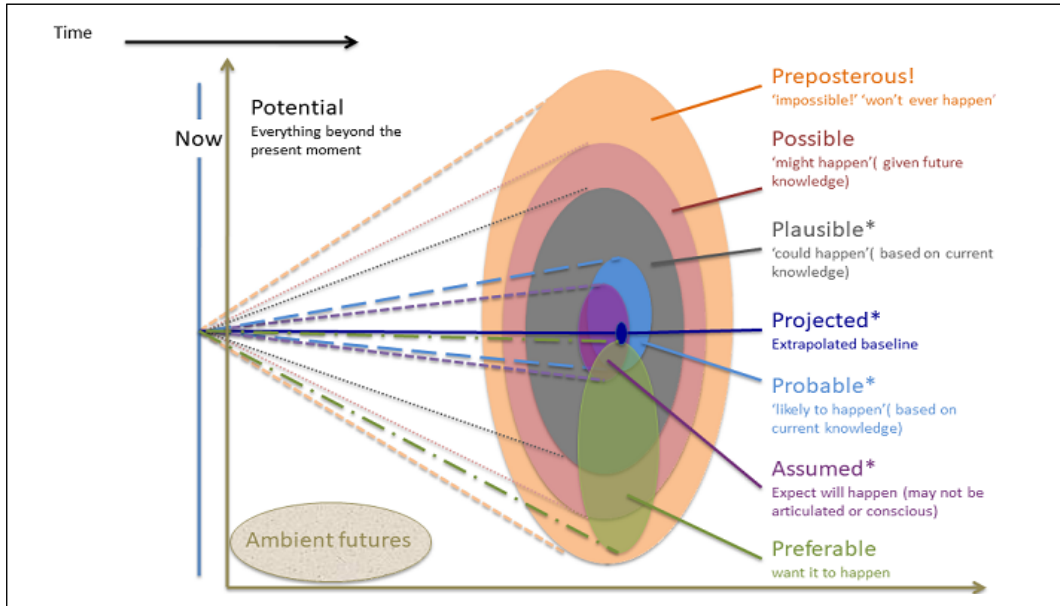 Time
Now
Potential
Everything beyond the
present moment
Ambient futures
Preposterous!
‘impossible!’ ‘won’t ever happen’
Possible
‘might happen’( given future
knowledge)
Plausible*
‘could happen’( based on current
knowledge)
Projected*
Extrapolated baseline
Probable*
‘likely to happen’( based on
current knowledge)
Assumed*
Expect will happen (may not be
articulated or conscious)
Preferable
want it to happen